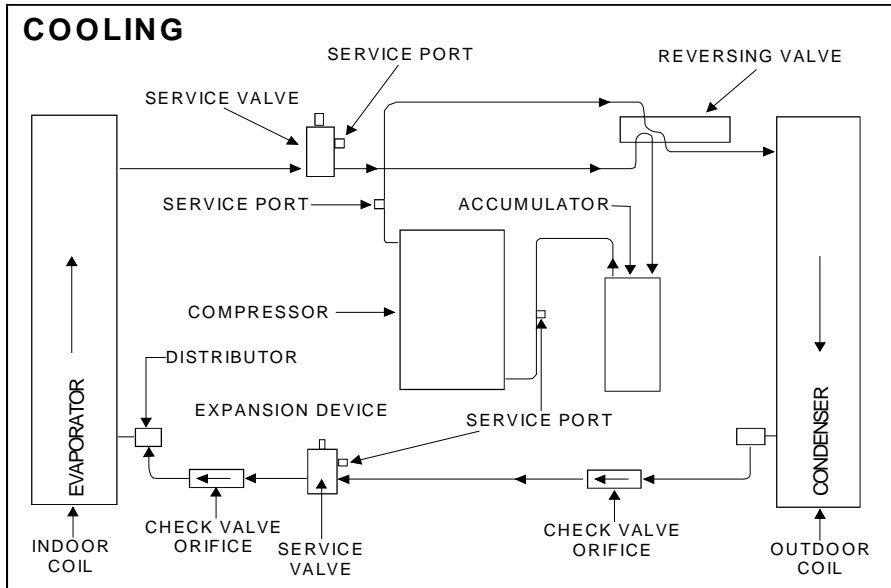 COOLING
SERVICE PORT
REVERSING VALVE
SERVICE VALVE
SERVICE PORT
ACCUMULATOR
COMPRESSOR
DISTRIBUTOR
EXPANSION DEVICE
SERVICE PORT
EVAPORATOR
CONDENSER
INDOOR
COIL
CHECK VALVE
ORIFICE
SERVICE
VALVE
CHECK VALVE
ORIFICE
OUTDOOR
COIL